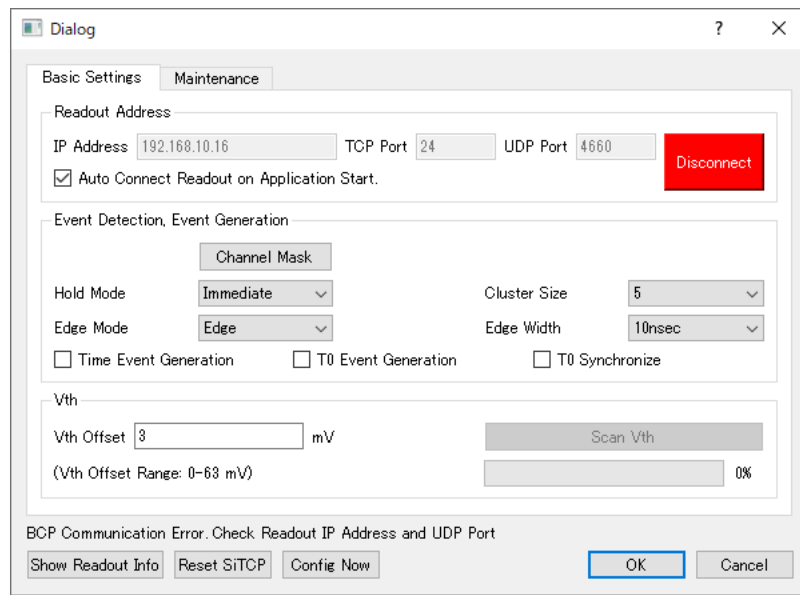 Dialog
? ×
Basic Settings Maintenance
Readout Address
IP Address 192.168.10.16 TCP Port 24 UDP Port 4660 Disconnect
Auto Connect Readout on Application Start.
Event Detection, Event Generation
Channel Mask
Hold Mode Immediate Cluster Size 5
Edge Mode Edge Edge Width 10nsec
Time Event Generation T0 Event Generation T0 Synchronize
Vth
Vth Offset 3 mV Scan Vth
(Vth Offset Range: 0-63 mV) 0%
BCP Communication Error. Check Readout IP Address and UDP Port
Show Readout Info Reset SiTCP Config Now OK Cancel